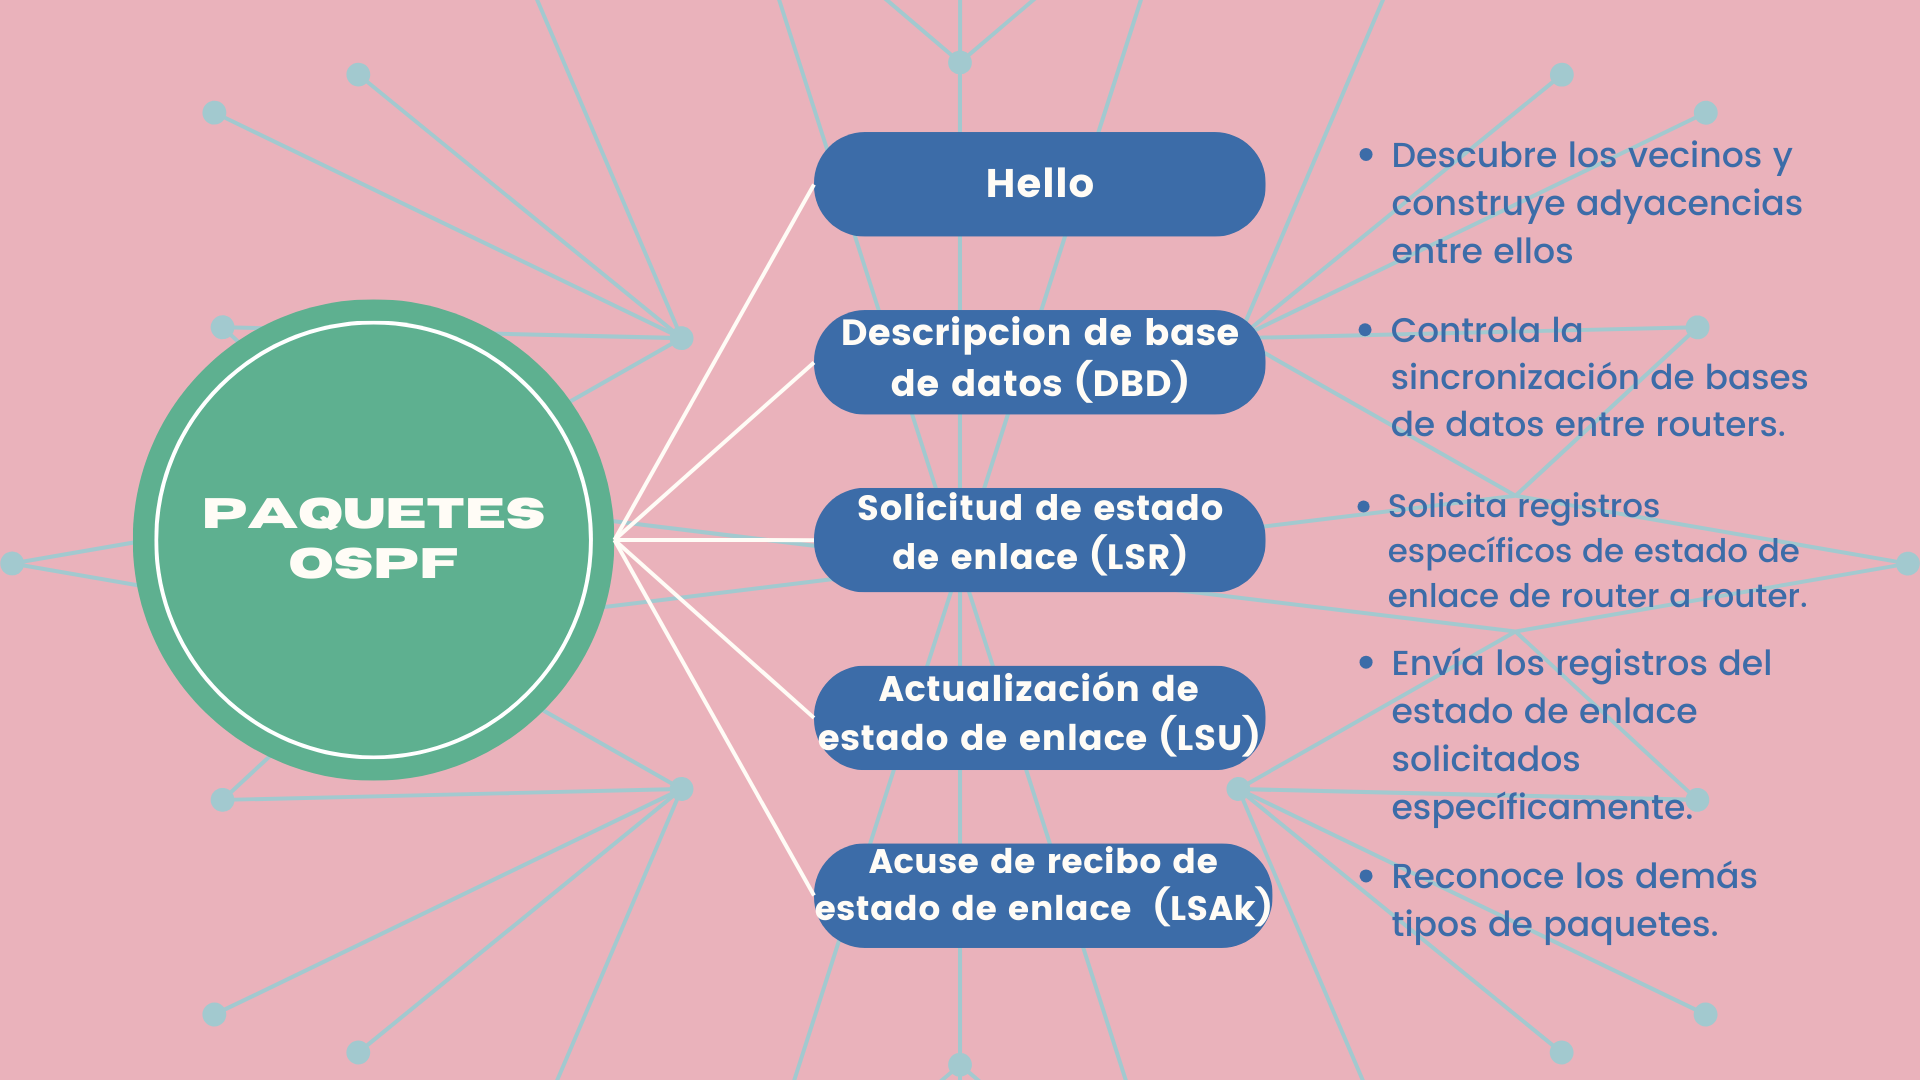 PAQUETES
OSPF
Hello
• Descubre los vecinos y
construye adyacencias
entre ellos
Descripcion de base
de datos (DBD)
• Controla la
sincronización de bases
de datos entre routers.
Solicitud de estado
de enlace (LSR)
• Solicita registros
específicos de estado de
enlace de router a router.
Actualización de
estado de enlace (LSU)
• Envía los registros del
estado de enlace
solicitados
específicamente.
Acuse de recibo de
estado de enlace (LSAk)
• Reconoce los demás
tipos de paquetes.